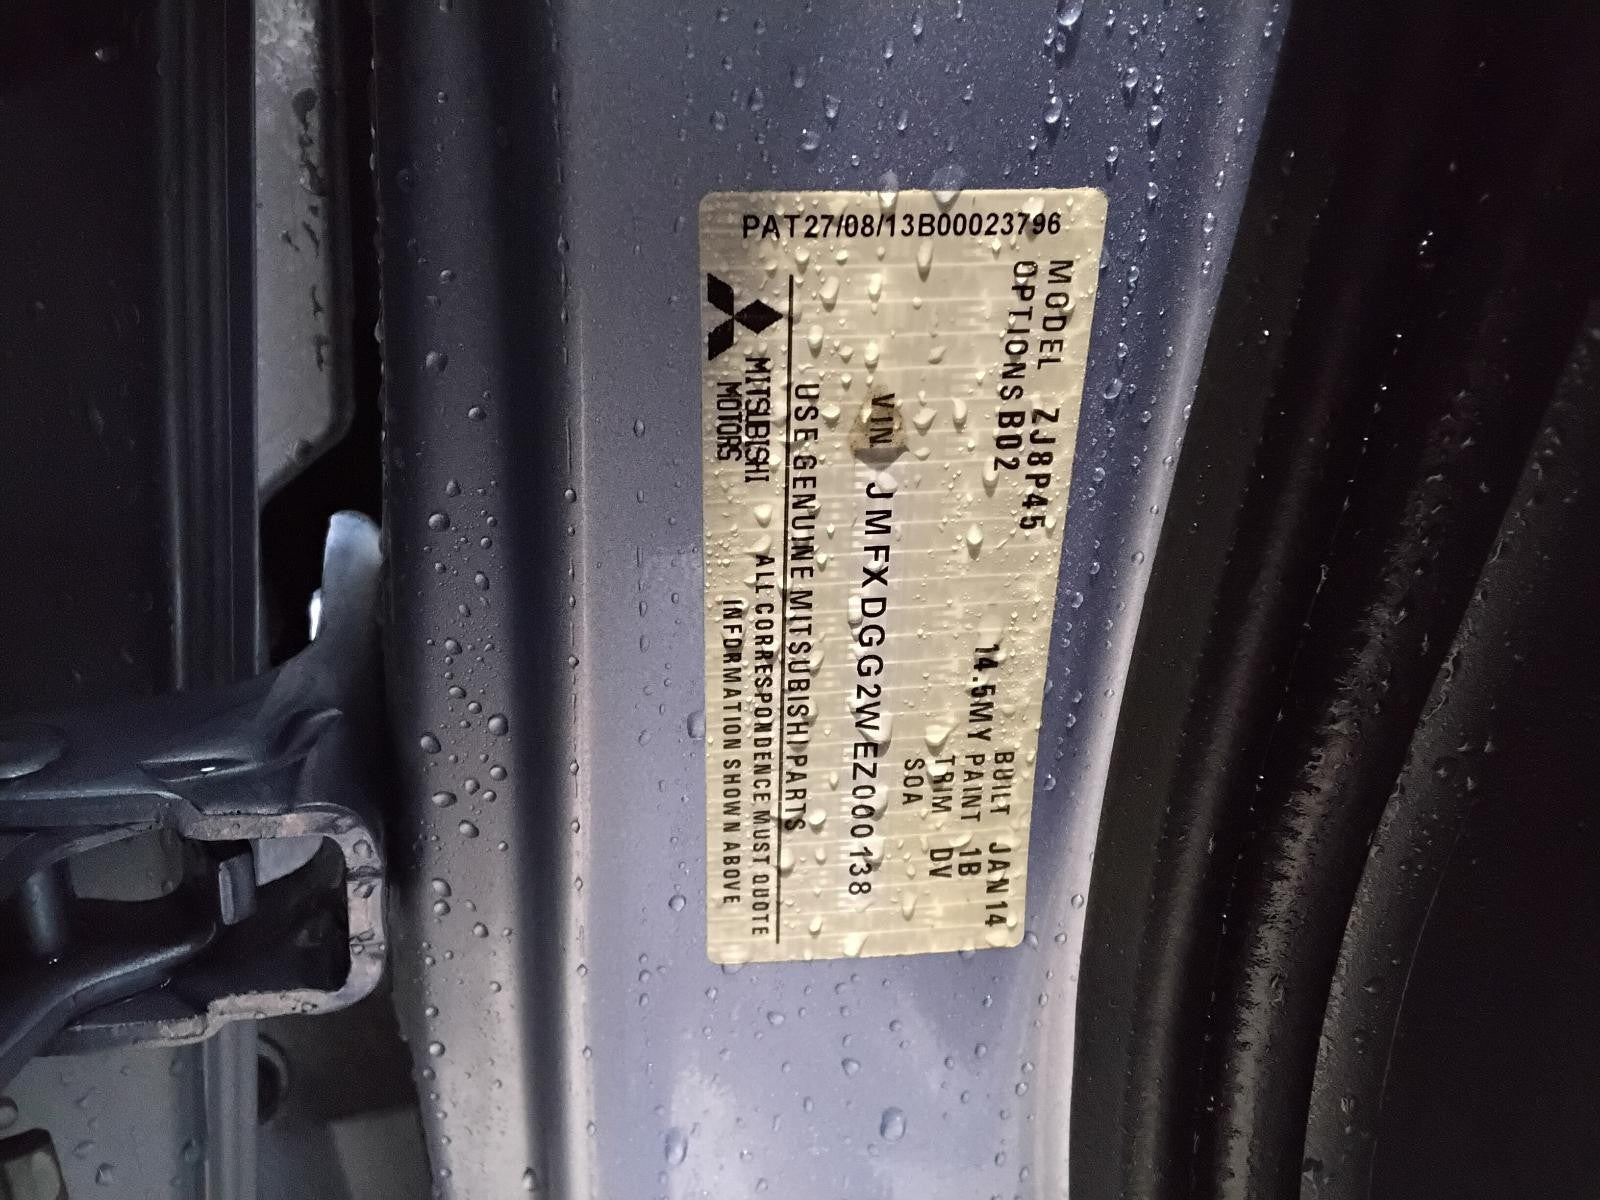 PAT27/08/13B00023796
MODEL ZJ8P45
OPTIONS B02
BUILT JAN14
14.5MY PAINT 1B
TRIM DV
SOA
VIN JMFXDGG2WEZ000138
USE GENUINE MITSUBISHI PARTS
MITSUBISHI
MOTORS
ALL CORRESPONDENCE MUST QUOTE
INFORMATION SHOWN ABOVE